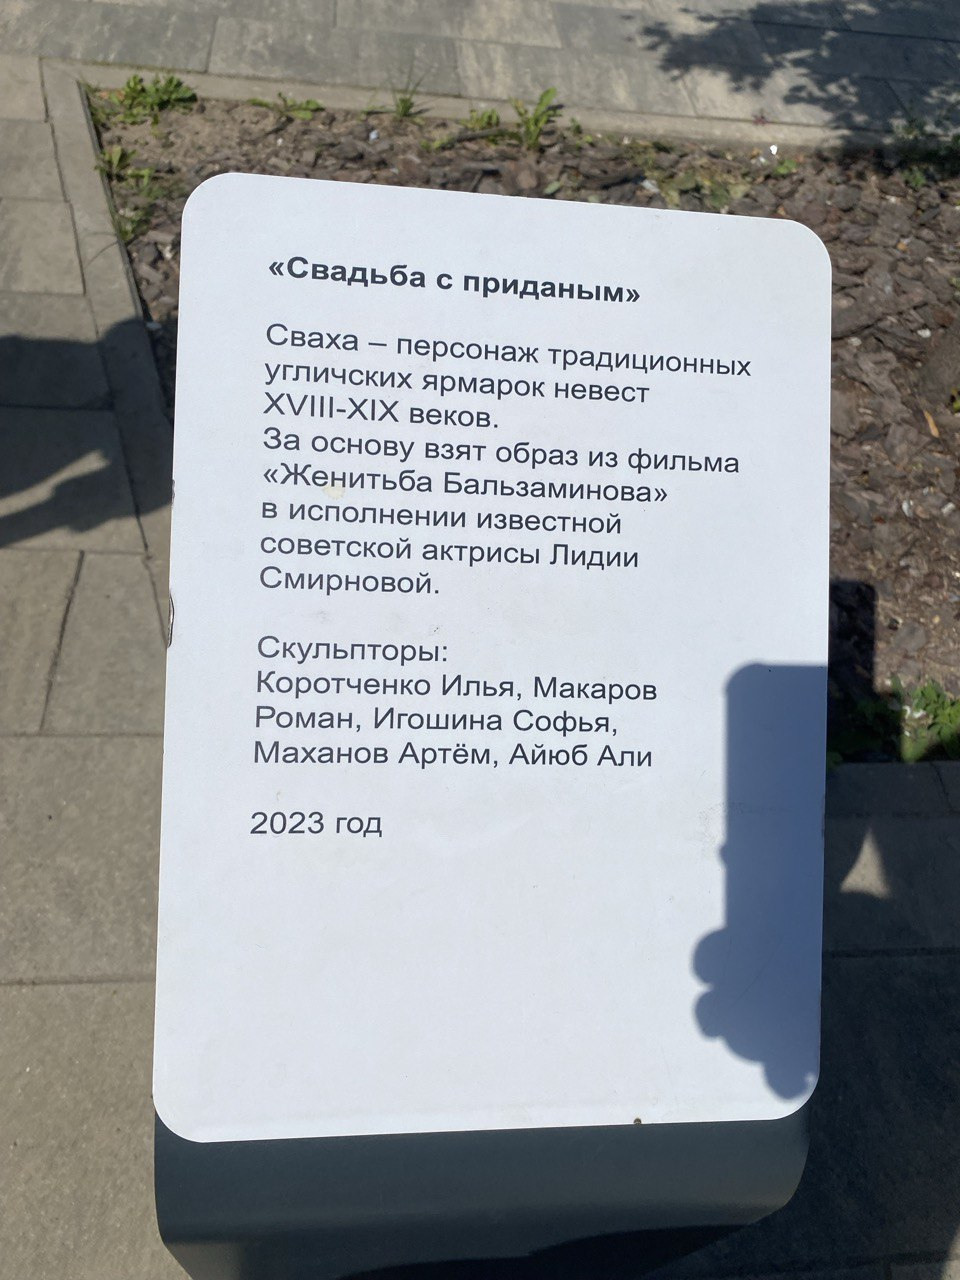 «Свадьба с приданым»
Сваха – персонаж традиционных
угличских ярмарок невест
XVIII-XIX веков.
За основу взят образ из фильма
«Женитьба Бальзаминова»
в исполнении известной
советской актрисы Лидии
Смирновой.
Скульпторы:
Коротченко Илья, Макаров
Роман, Игошина Софья,
Маханов Артём, Айюб Али
2023 год